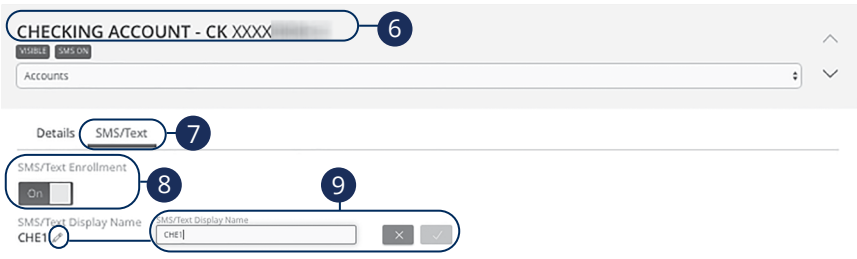 CHECKING ACCOUNT - CK XXXX
6
VISIBLE SMS ON
Accounts
Details SMS/Text
7
SMS/Text Enrollment
On
8
9
SMS/Text Display Name
CHE1
SMS/Text Display Name
CHE1